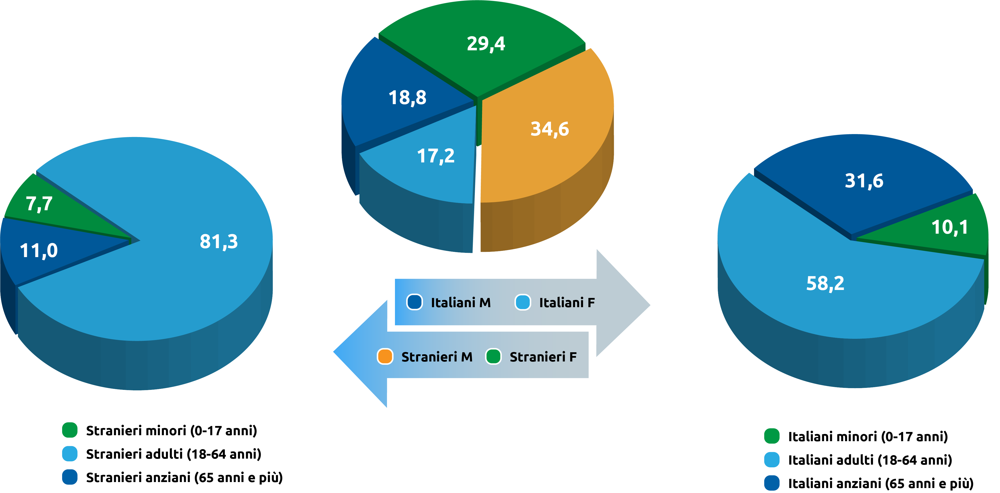 29,4
18,8
34,6
17,2
7,7
81,3
11,0
31,6
10,1
58,2
Italiani M Italiani F
Stranieri M Stranieri F
Stranieri minori (0-17 anni)
Stranieri adulti (18-64 anni)
Stranieri anziani (65 anni e più)
Italiani minori (0-17 anni)
Italiani adulti (18-64 anni)
Italiani anziani (65 anni e più)